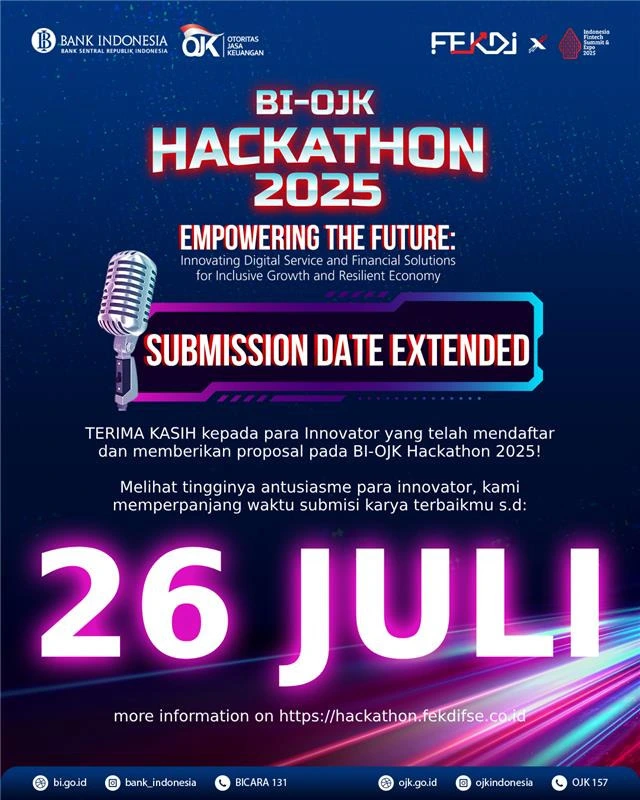 BANK INDONESIA
BANK SENTRAL REPUBLIK INDONESIA
OJK
OTORITAS
JASA
KEUANGAN
FEKDI
X
Indonesia
Fintech
Summit &
Expo
2025
BI-OJK
HACKATHON
2025
EMPOWERING THE FUTURE:
Innovating Digital Service and Financial Solutions
for Inclusive Growth and Resilient Economy
SUBMISSION DATE EXTENDED
TERIMA KASIH kepada para Innovator yang telah mendaftar
dan memberikan proposal pada BI-OJK Hackathon 2025!
Melihat tingginya antusiasme para innovator, kami
memperpanjang waktu submisi karya terbaikmu s.d:
26 JULI
more information on https://hackathon.fekdifse.co.id
bi.go.id
bank_indonesia
BICARA 131
ojk.go.id
ojkindonesia
OJK 157